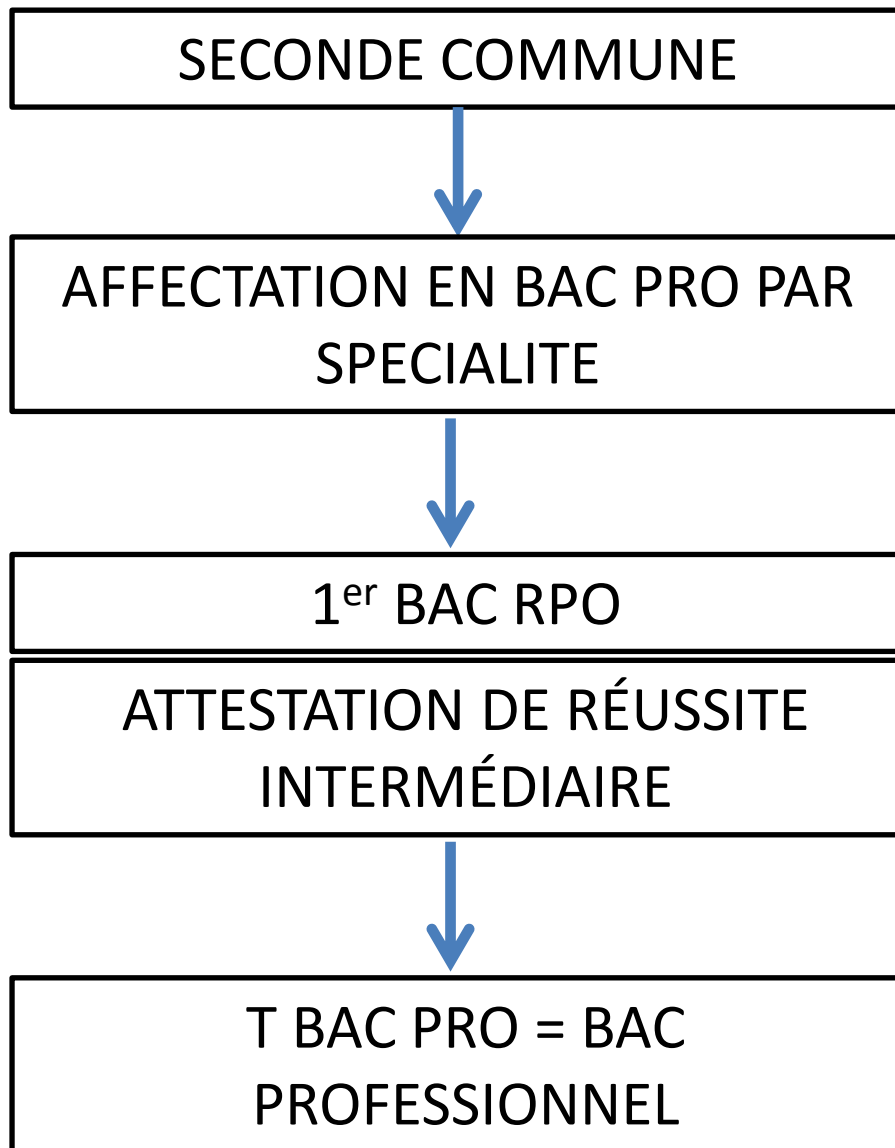 SECONDE COMMUNE
AFFECTATION EN BAC PRO PAR
SPECIALITE
1er BAC RPO
ATTESTATION DE RÉUSSITE
INTERMÉDIAIRE
T BAC PRO = BAC
PROFESSIONNEL